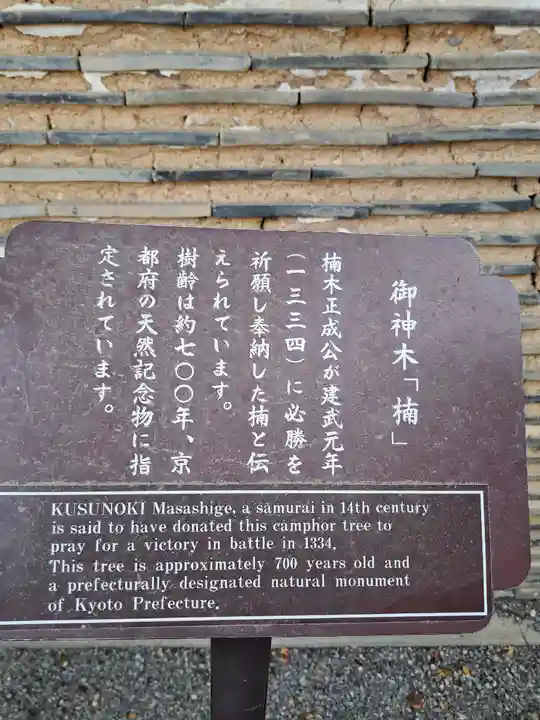 御神木「楠」
楠木正成公が建武元年
(一三三四)に必勝を
祈願し奉納した楠と伝
えられています。
樹齢は約七〇〇年、京
都府の天然記念物に指
定されています。
KUSUNOKI Masashige, a samurai in 14th century
is said to have donated this camphor tree to
pray for a victory in battle in 1334.
This tree is approximately 700 years old and
a prefecturally designated natural monument
of Kyoto Prefecture.